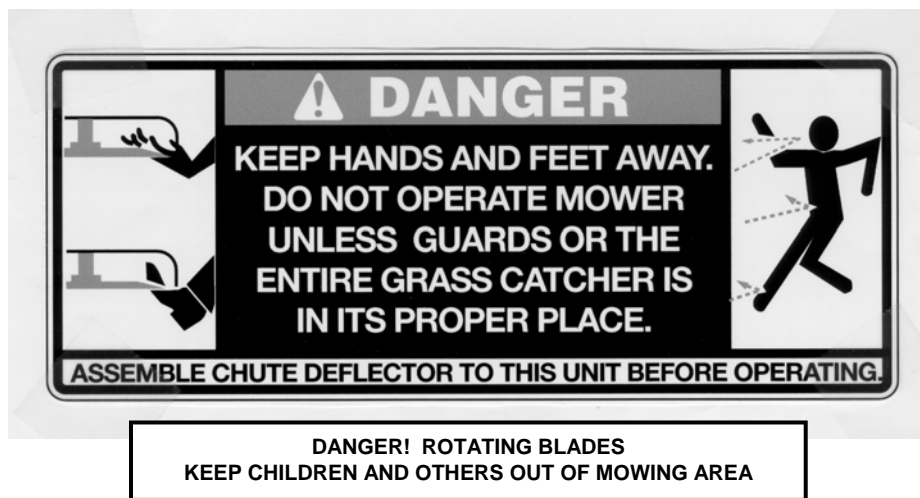 DANGER
KEEP HANDS AND FEET AWAY.
DO NOT OPERATE MOWER
UNLESS GUARDS OR THE
ENTIRE GRASS CATCHER IS
IN ITS PROPER PLACE.
ASSEMBLE CHUTE DEFLECTOR TO THIS UNIT BEFORE OPERATING.
DANGER! ROTATING BLADES
KEEP CHILDREN AND OTHERS OUT OF MOWING AREA